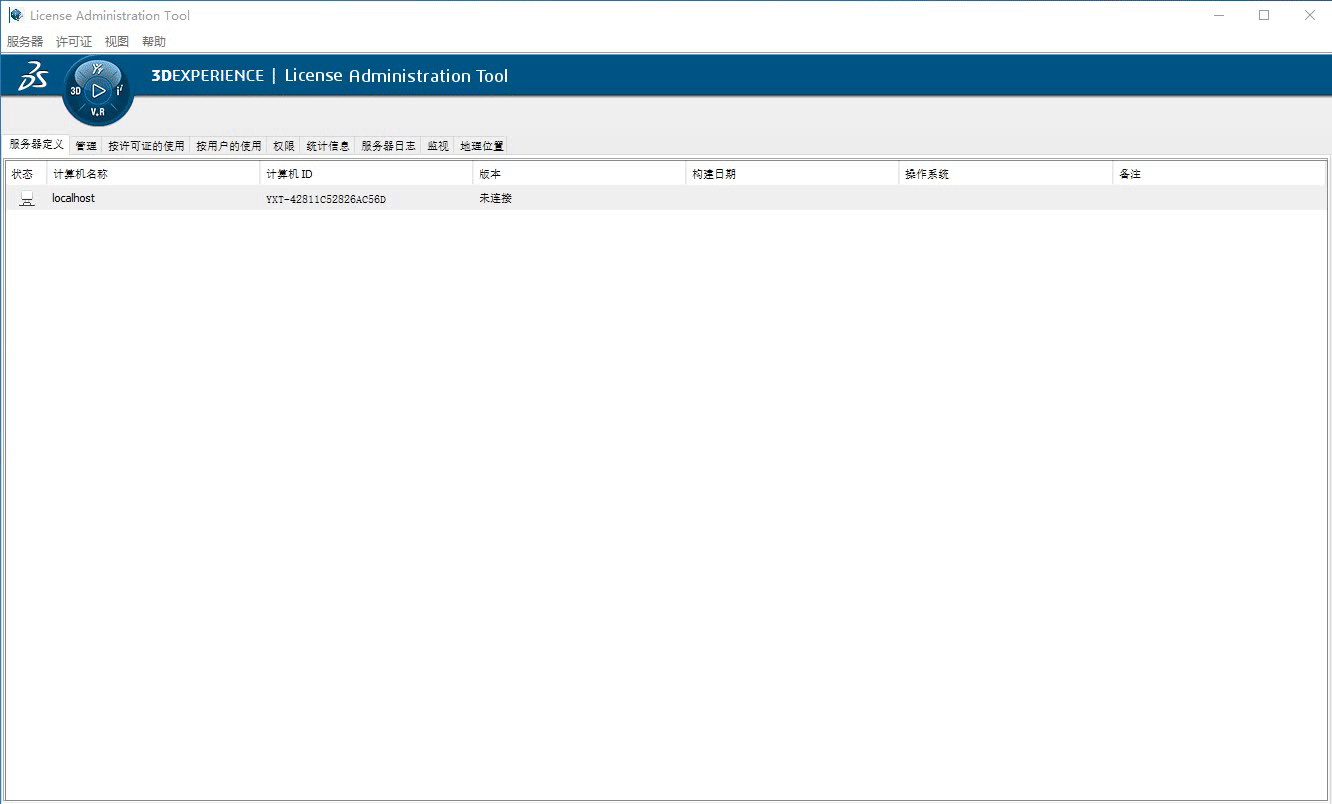 License Administration Tool
服务器 许可证 视图 帮助
3DEXPERIENCE | License Administration Tool
3D V.R
服务器定义 管理 按许可证的使用 按用户的使用 权限 统计信息 服务器日志 监视 地理位置
状态 计算机名称 计算机 ID 版本 构建日期 操作系统 备注
localhost YXT-42811C52826AC56D 未连接